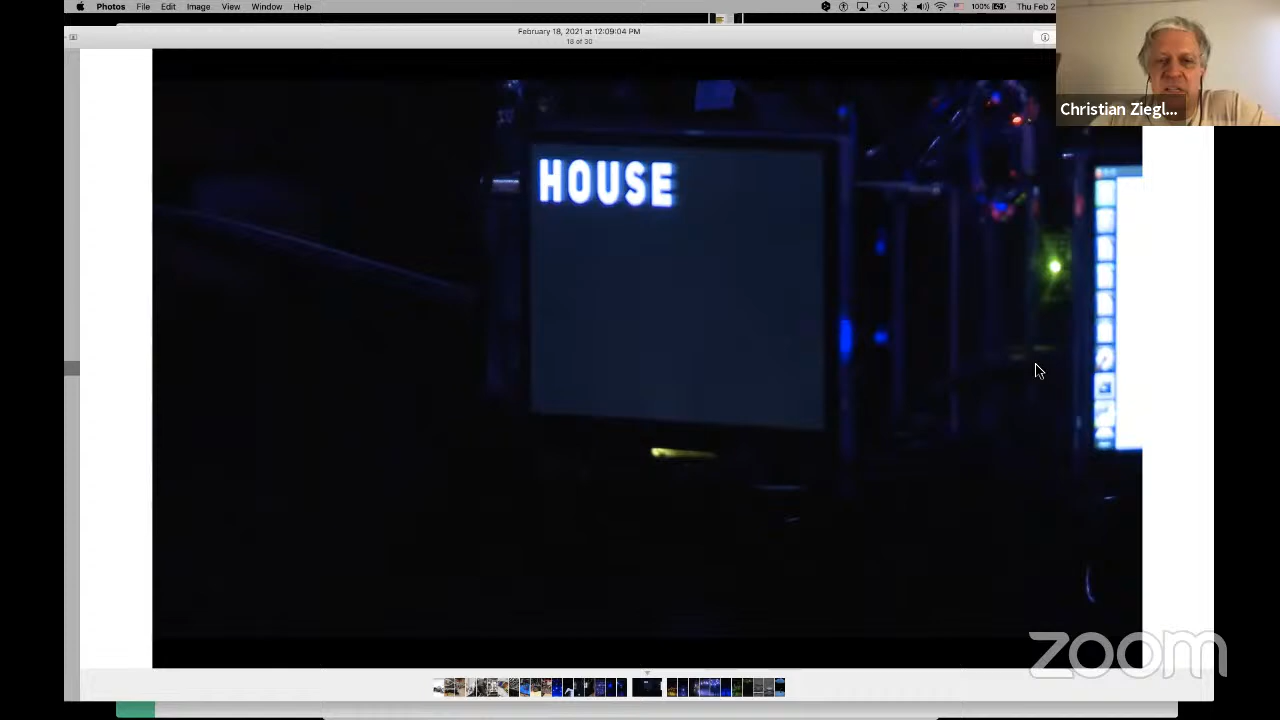 Photos File Edit Image View Window Help
100% Thu Feb 2
February 18, 2021 at 12:09:04 PM
18 of 30
Christian Ziegl...
HOUSE
zoom